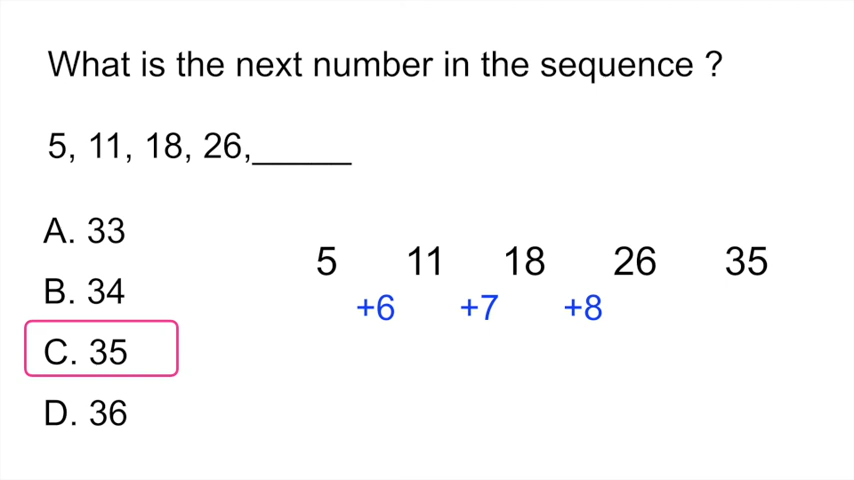 What is the next number in the sequence ?
5, 11, 18, 26,_____
A. 33
B. 34
C. 35
D. 36
5 11 18 26 35
+6 +7 +8